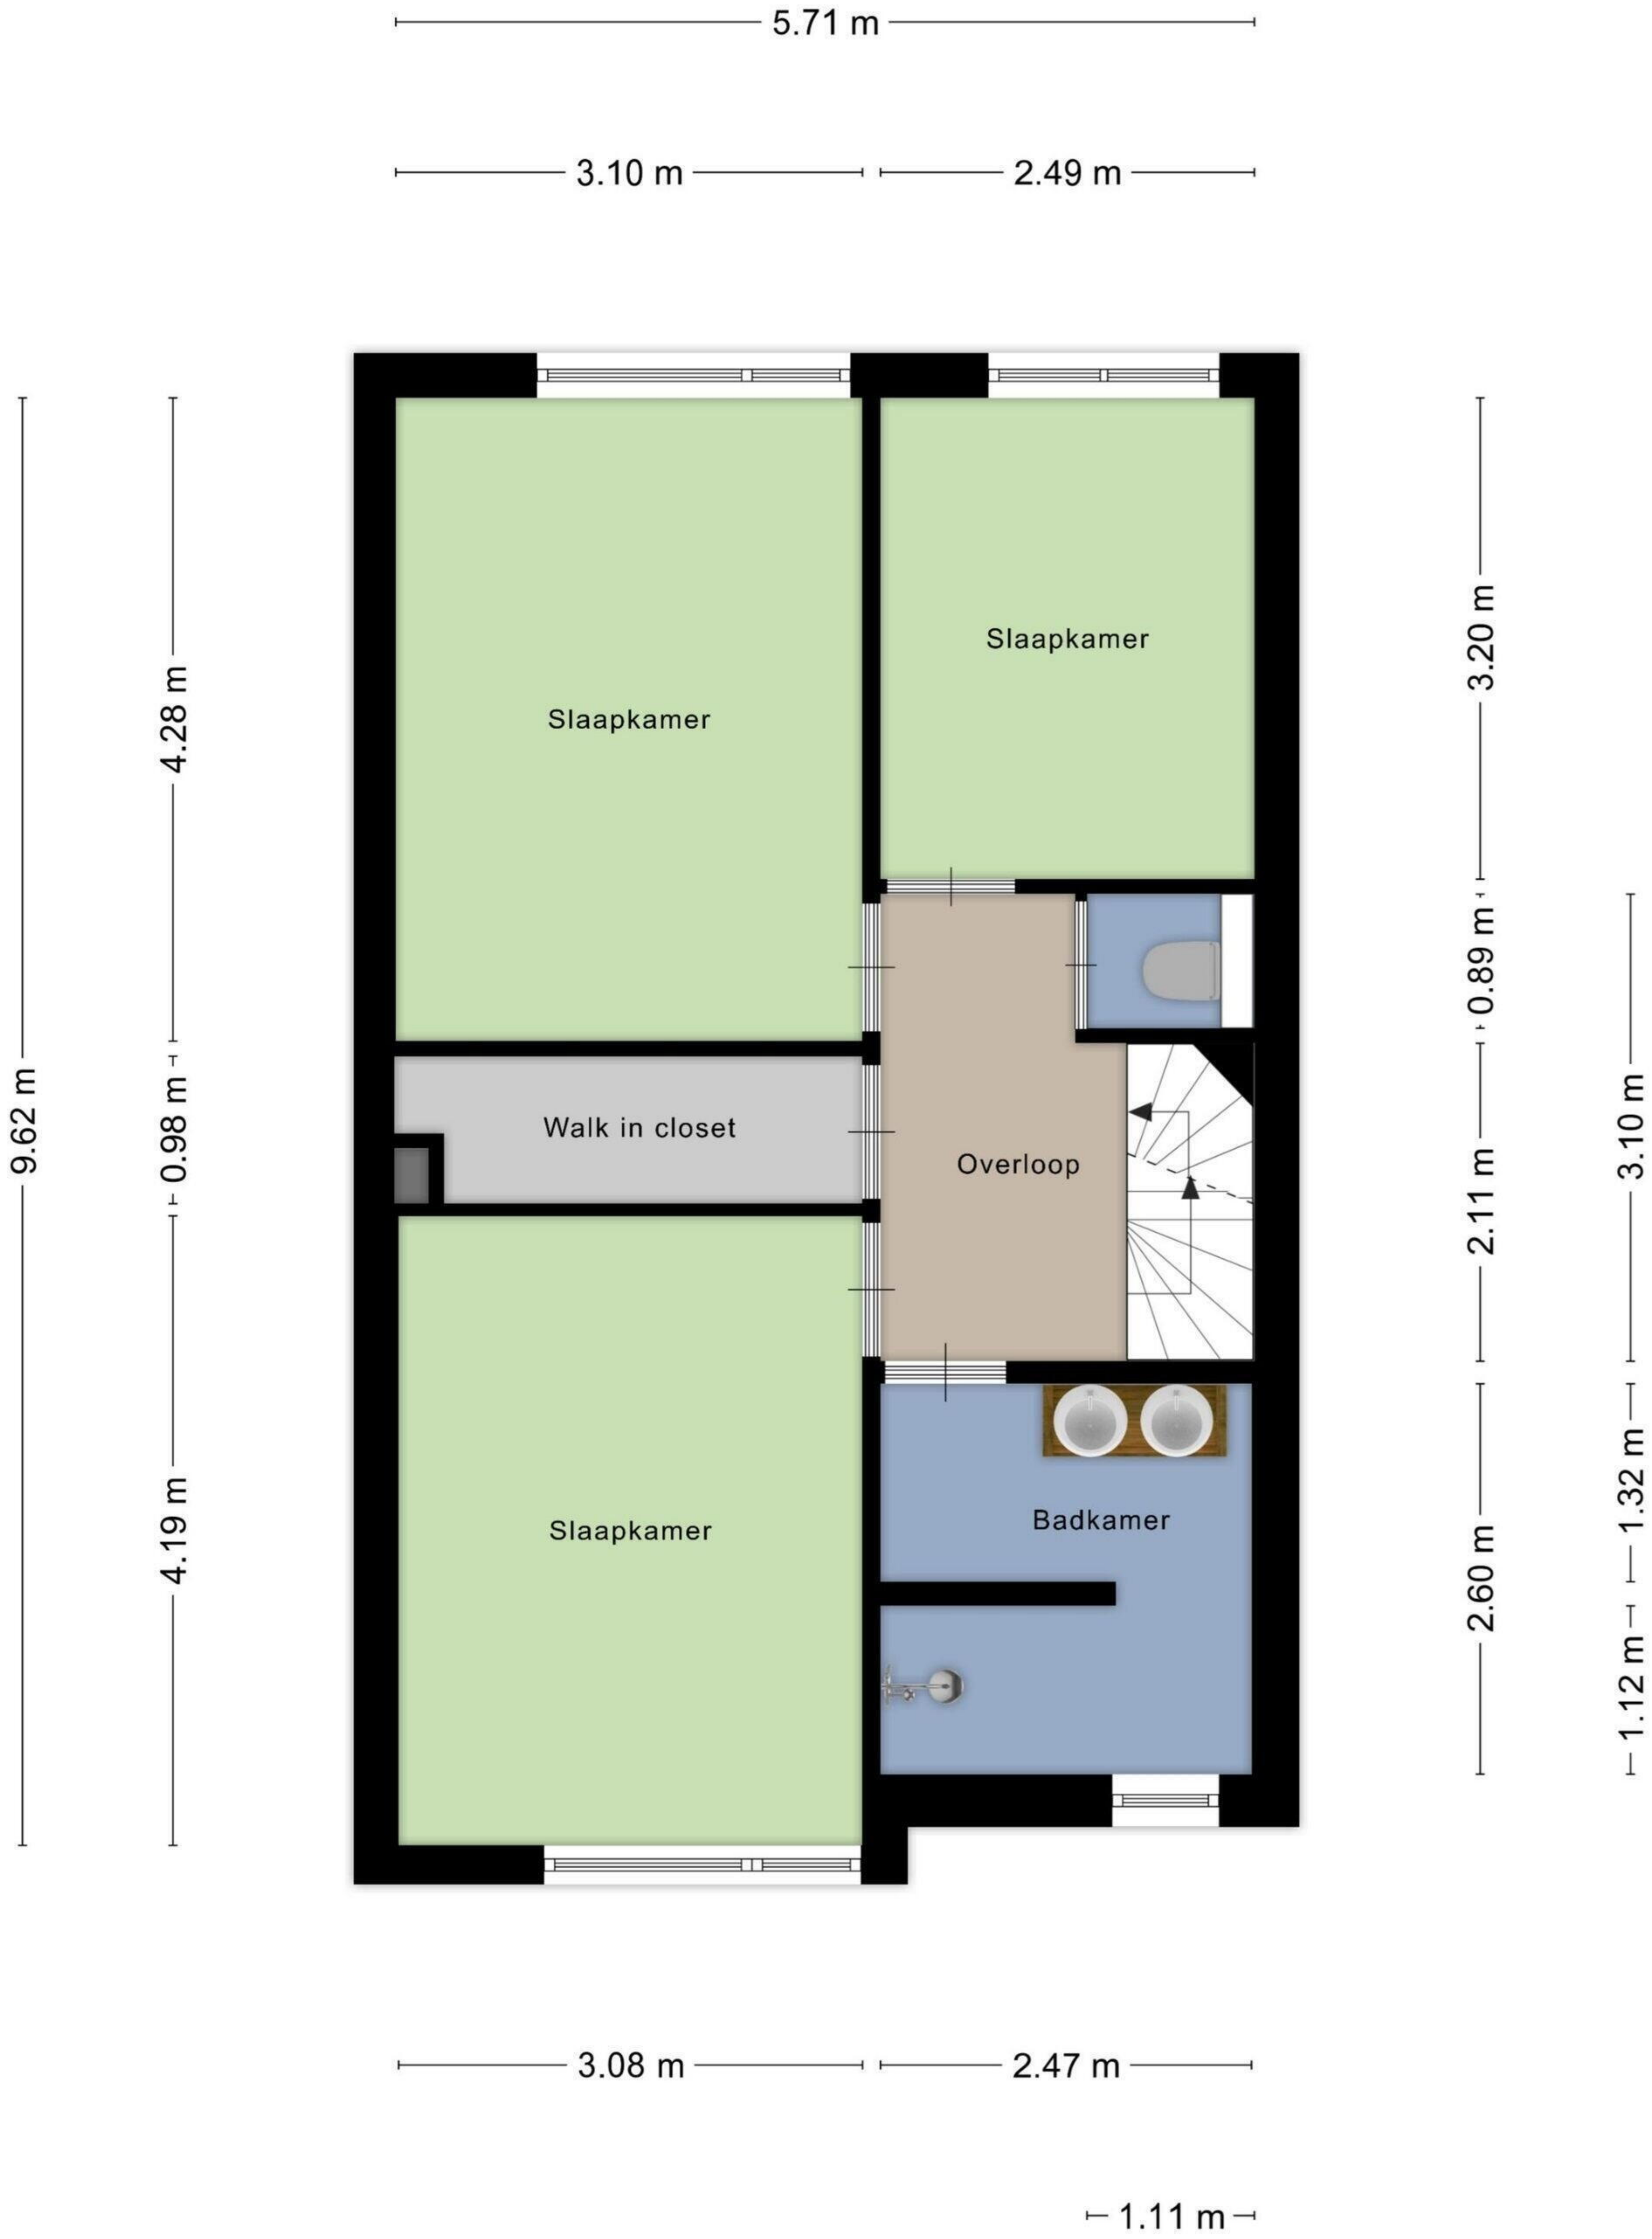 5.71 m
3.10 m
2.49 m
Slaapkamer
Slaapkamer
3.20 m
4.28 m
0.89 m
9.62 m
0.98 m
Walk in closet
Overloop
2.11 m
3.10 m
4.19 m
Slaapkamer
Badkamer
2.60 m
1.32 m
1.12 m
3.08 m
2.47 m
1.11 m